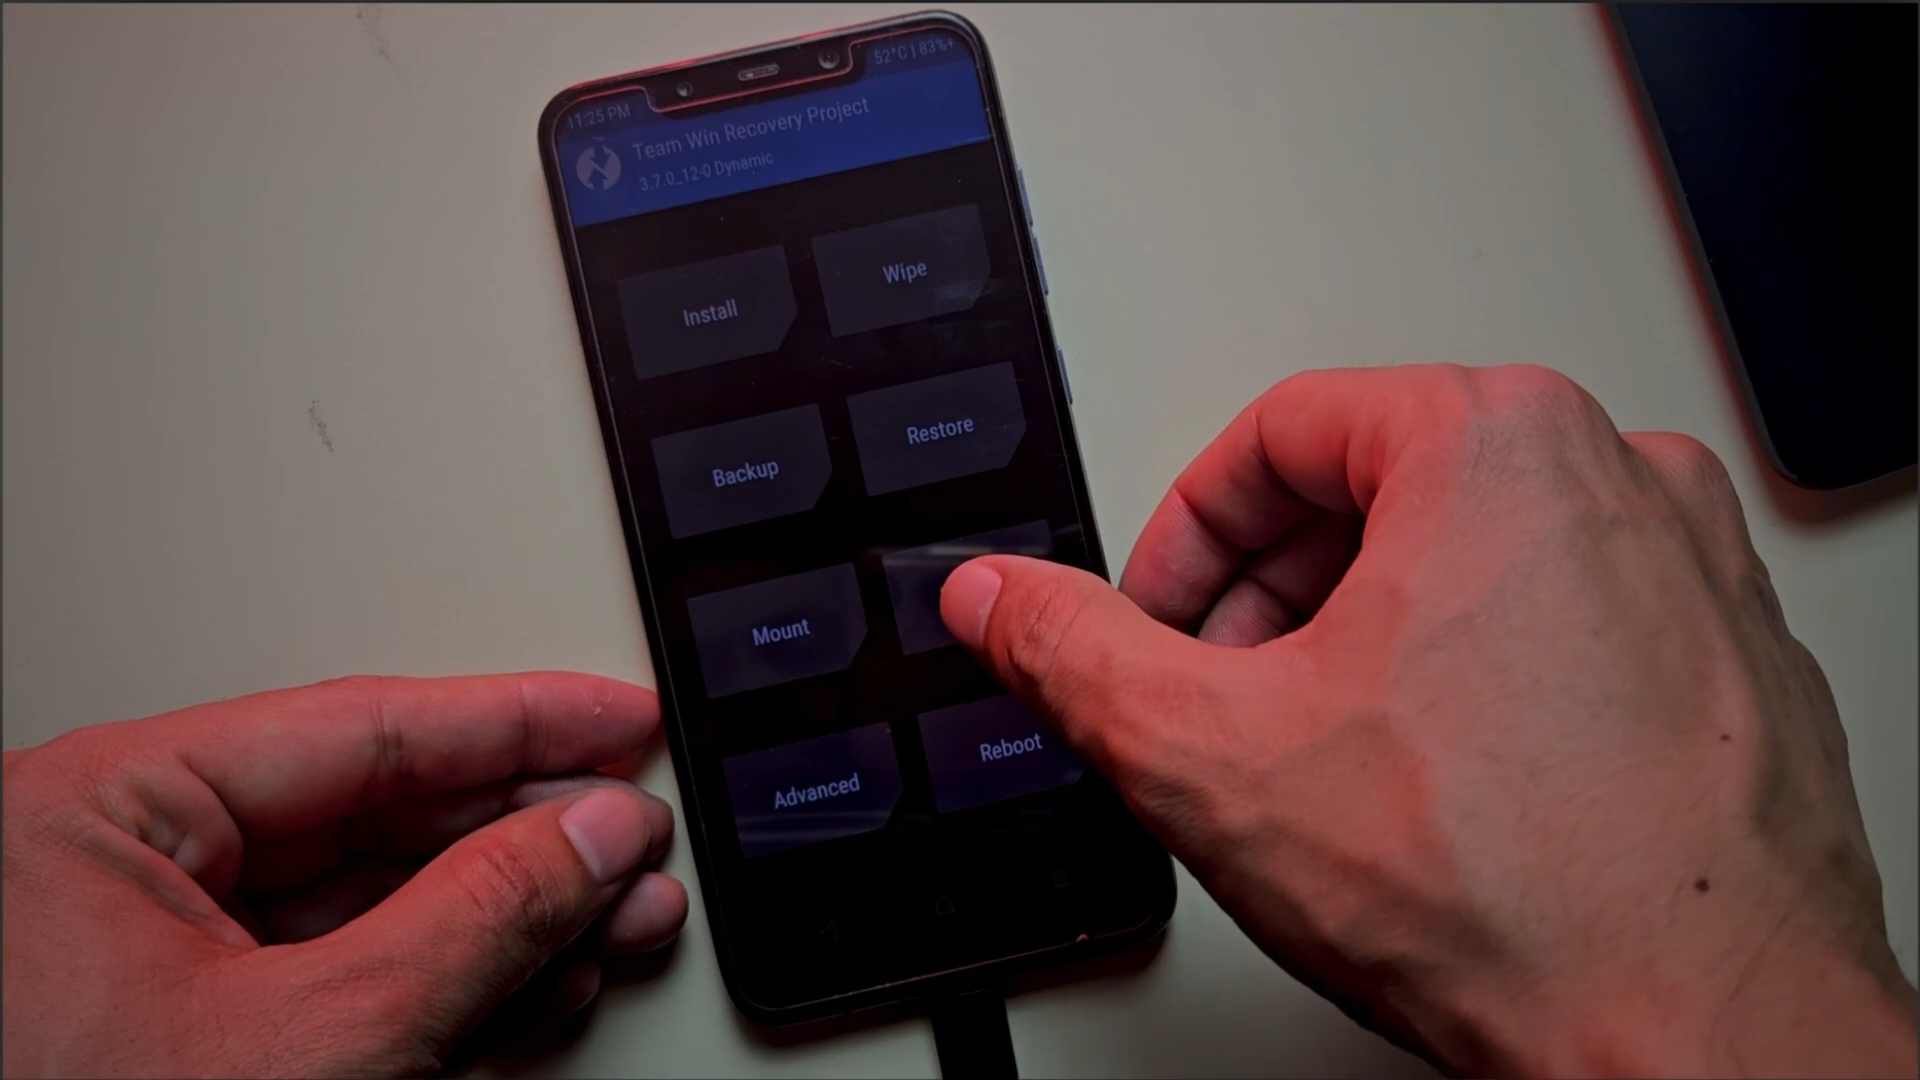 11:25 PM
52°C | 83%+
Team Win Recovery Project
3.7.0_12-0 Dynamic
Install
Wipe
Backup
Restore
Mount
Advanced
Reboot